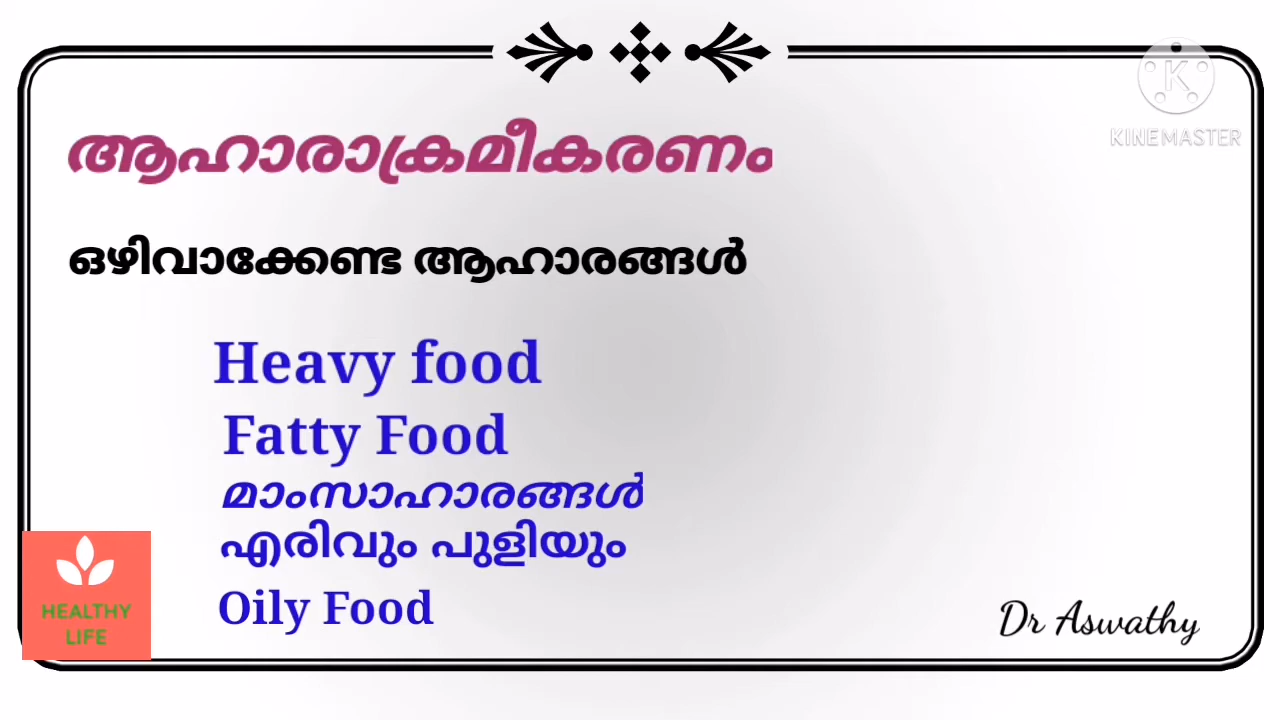 KINEMASTER
ആഹാരാക്രമീകരണം
ഒഴിവാക്കേണ്ട ആഹാരങ്ങൾ
Heavy food
Fatty Food
മാംസാഹാരങ്ങൾ
എരിവും പുളിയും
Oily Food
HEALTHY
LIFE
Dr Aswathy